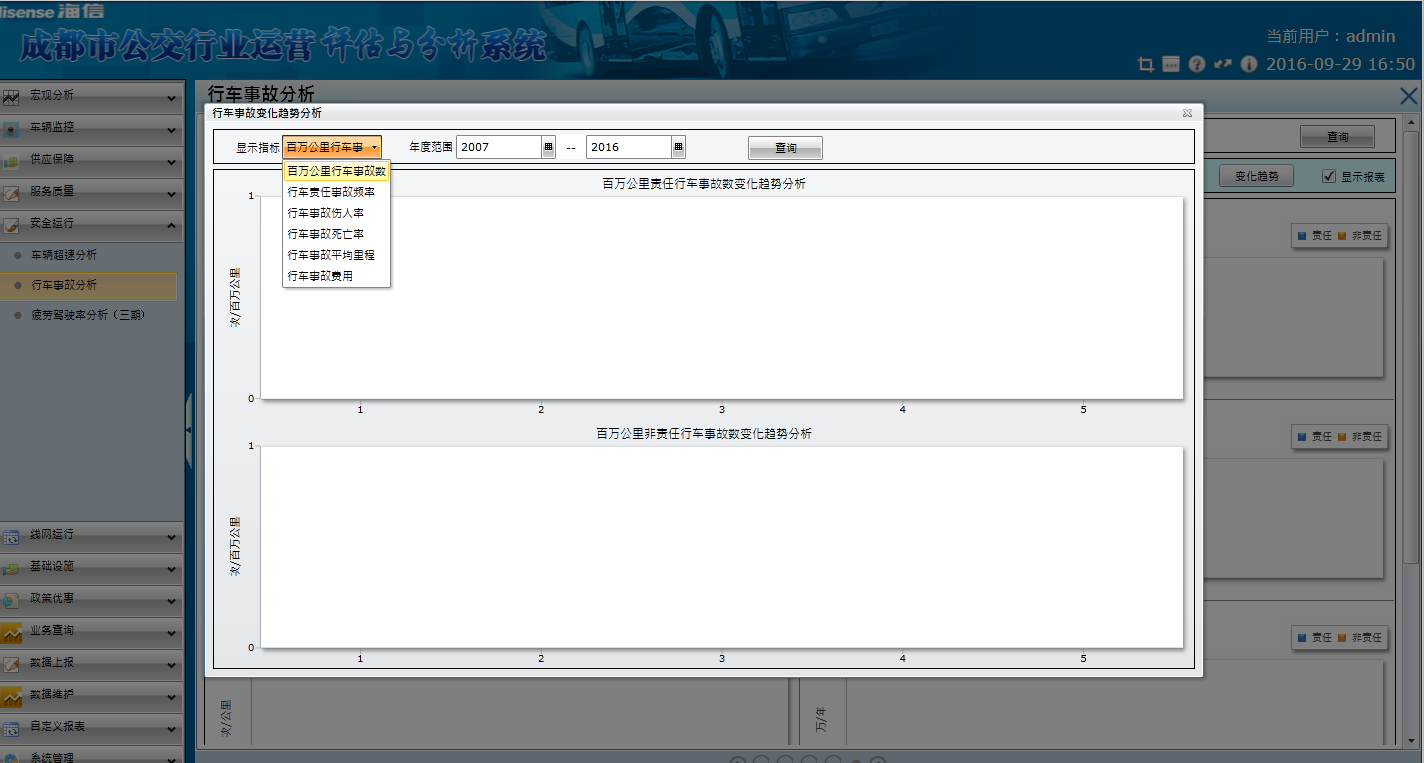 Hisense 海信
成都市公交行业运营评估与分析系统
当前用户：admin
2016-09-29 16:50
宏观分析
车辆监控
供应保障
服务质量
安全运行
车辆超速分析
行车事故分析
疲劳驾驶率分析（三期）
线网运行
基础设施
政策优惠
业务查询
数据上报
数据维护
自定义报表
系统管理
行车事故分析
行车事故变化趋势分析
显示指标 百万公里行车事 年度范围 2007 -- 2016 查询
百万公里行车事故数
行车责任事故频率
行车事故伤人率
行车事故死亡率
行车事故平均里程
行车事故费用
百万公里责任行车事故数变化趋势分析
1
次/百万公里
0
1 2 3 4 5
百万公里非责任行车事故数变化趋势分析
1
次/百万公里
0
1 2 3 4 5
查询
变化趋势 显示报表
责任 非责任
责任 非责任
责任 非责任
次/公里
万/年